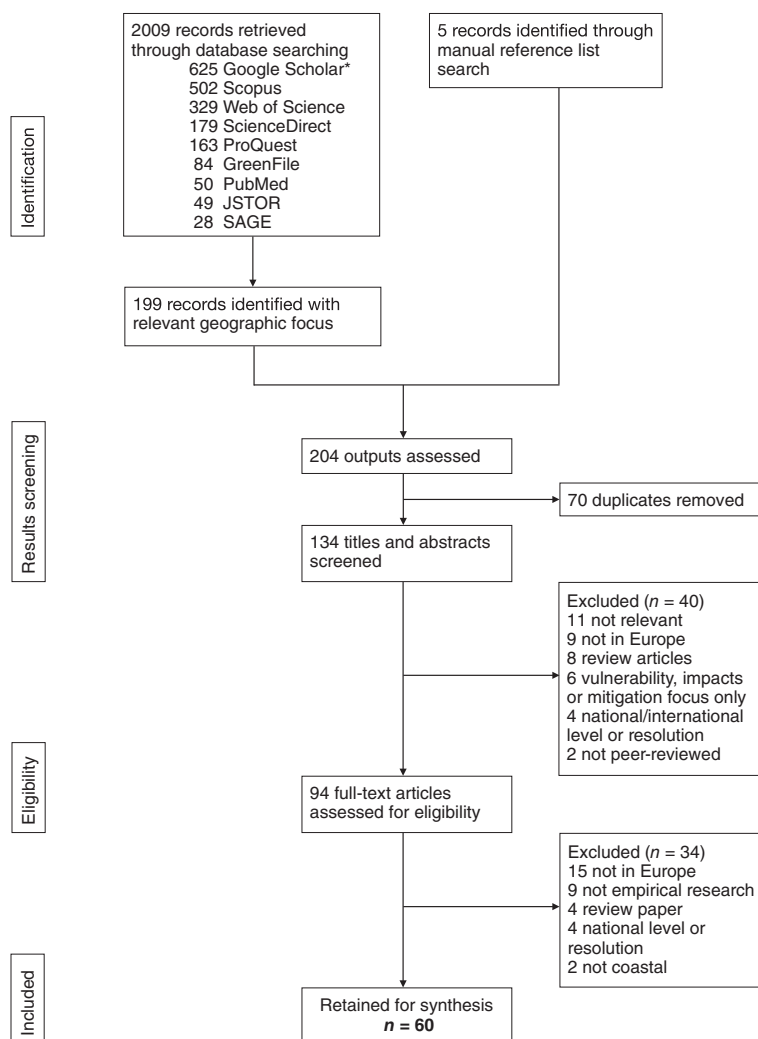 2009 records retrieved
through database searching
625 Google Scholar*
502 Scopus
329 Web of Science
179 ScienceDirect
163 ProQuest
84 GreenFile
50 PubMed
49 JSTOR
28 SAGE
5 records identified through
manual reference list
search
Identification
199 records identified with
relevant geographic focus
Results screening
204 outputs assessed
70 duplicates removed
134 titles and abstracts
screened
Excluded (n = 40)
11 not relevant
9 not in Europe
8 review articles
6 vulnerability, impacts
or mitigation focus only
4 national/international
level or resolution
2 not peer-reviewed
Eligibility
94 full-text articles
assessed for eligibility
Excluded (n = 34)
15 not in Europe
9 not empirical research
4 review paper
4 national level or
resolution
2 not coastal
Included
Retained for synthesis
n = 60